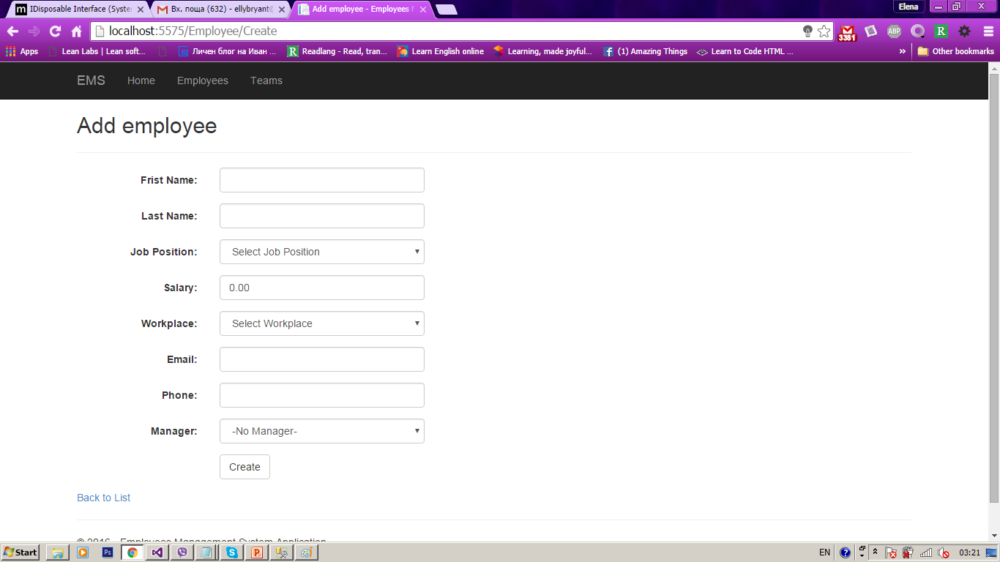 IDisposable Interface (System
Вх. поща (632) - ellybryant@
Add employee - Employees M
Elena
localhost:5575/Employee/Create
3381
ABP
R
Apps
Lean Labs | Lean soft...
Личен блог на Иван ...
R
Readlang - Read, tran...
Learn English online
Learning, made joyful...
(1) Amazing Things
Learn to Code HTML ...
»
Other bookmarks
EMS Home Employees Teams
Add employee
Frist Name:
Last Name:
Job Position: Select Job Position
Salary: 0.00
Workplace: Select Workplace
Email:
Phone:
Manager: -No Manager-
Create
Back to List
© 2016 - Employees Management System Application
Start
Ps
EN
03:21